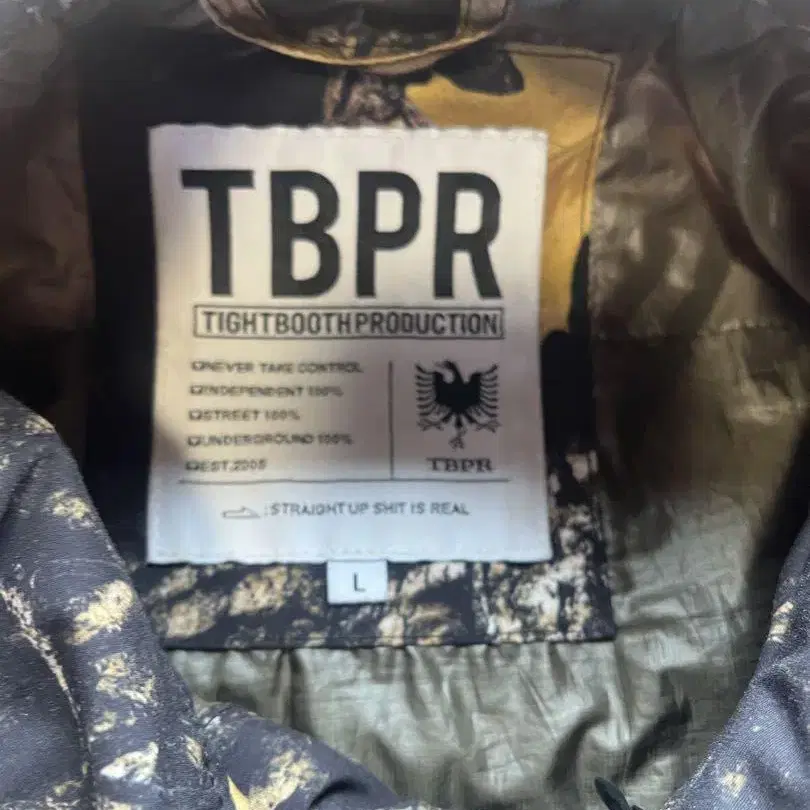 TBPR
TIGHTBOOTHPRODUCTION
NEVER TAKE CONTROL
INDEPENDENT 100%
STREET 100%
UNDERGROUND 100%
EST.2005
TBPR
:STRAIGHT UP SHIT IS REAL
L